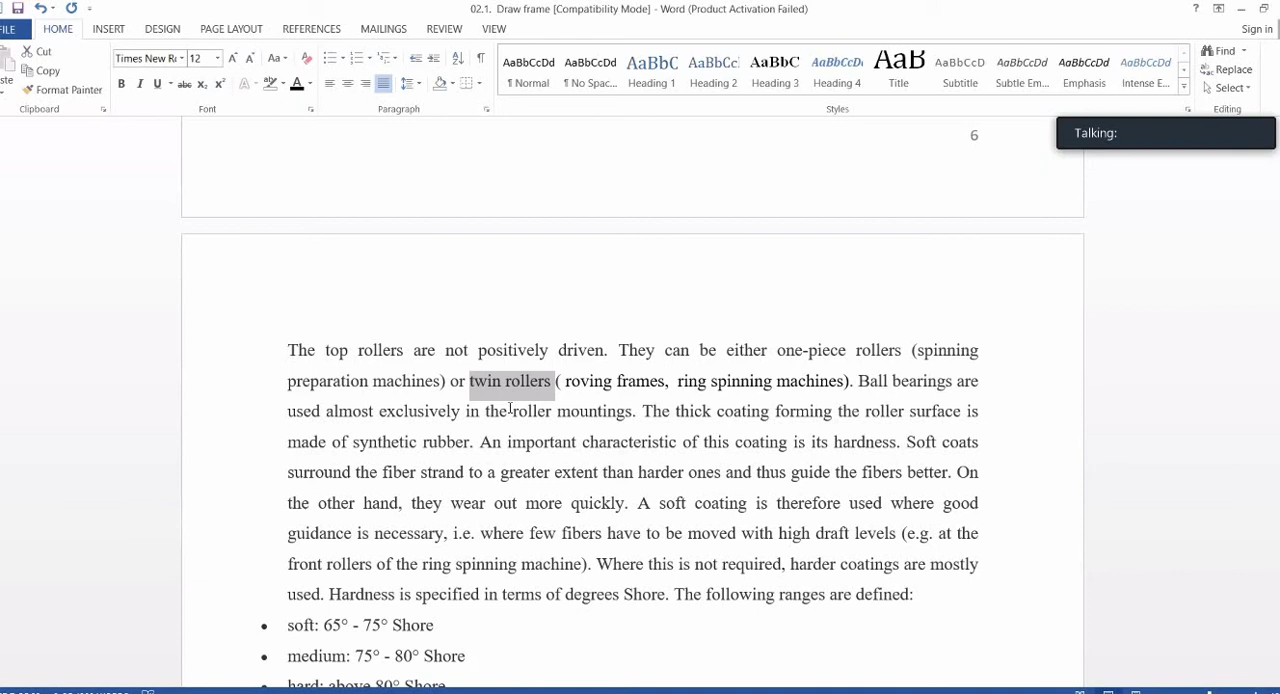 02.1. Draw frame [Compatibility Mode] - Word (Product Activation Failed)
?
FILE HOME INSERT DESIGN PAGE LAYOUT REFERENCES MAILINGS REVIEW VIEW Sign in
Cut
Copy
Format Painter
Clipboard
Times New R 12 Aa
B I U abc x₂ x² A A
Font
Paragraph
AaBbCcDd AaBbCcDd AaBbC AaBbCc AaBbC AaBbCcD AaB AaBbCcD AaBbCcDd AaBbCcDd AaBbCcDd
¶ Normal ¶ No Spac... Heading 1 Heading 2 Heading 3 Heading 4 Title Subtitle Subtle Em... Emphasis Intense E...
Styles
Find
Replace
Select
Editing
Talking:
6
The top rollers are not positively driven. They can be either one-piece rollers (spinning
preparation machines) or twin rollers ( roving frames, ring spinning machines). Ball bearings are
used almost exclusively in the roller mountings. The thick coating forming the roller surface is
made of synthetic rubber. An important characteristic of this coating is its hardness. Soft coats
surround the fiber strand to a greater extent than harder ones and thus guide the fibers better. On
the other hand, they wear out more quickly. A soft coating is therefore used where good
guidance is necessary, i.e. where few fibers have to be moved with high draft levels (e.g. at the
front rollers of the ring spinning machine). Where this is not required, harder coatings are mostly
used. Hardness is specified in terms of degrees Shore. The following ranges are defined:
• soft: 65° - 75° Shore
• medium: 75° - 80° Shore
• hard: above 80° Shore